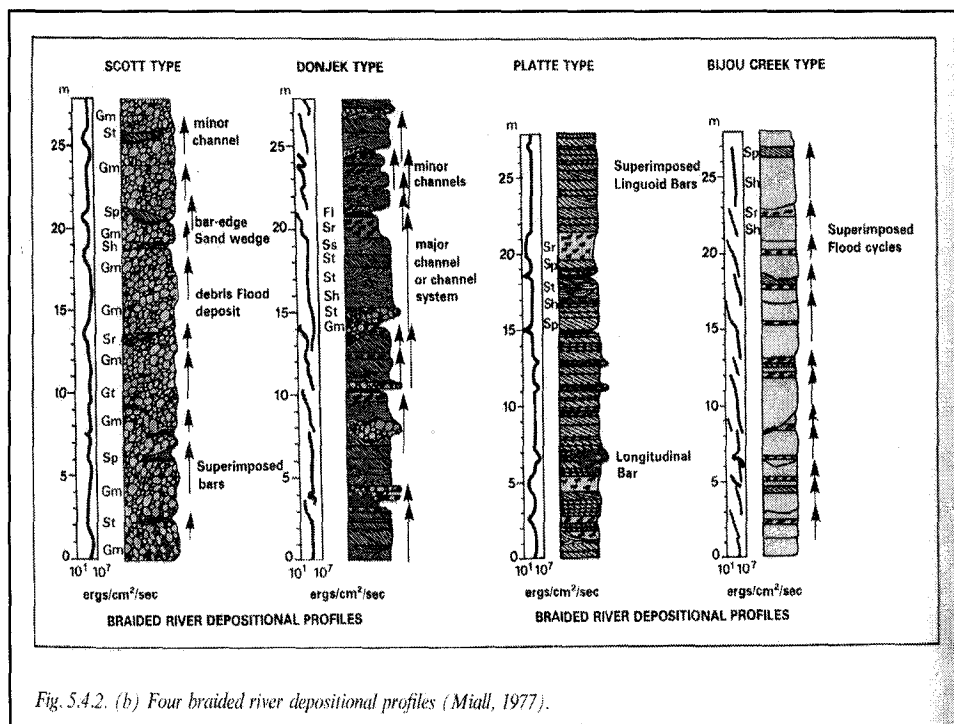 SCOTT TYPE
m
25
20
15
10
5
0
Gm
St
Gm
Sp
Gm
Sh
Gm
Gm
Sr
Gm
Gt
Gm
Sp
Gm
St
Gm
minor
channel
bar-edge
Sand wedge
debris Flood
deposit
Superimposed
bars
10¹ 10⁷
ergs/cm²/sec
DONJEK TYPE
m
25
20
15
10
5
0
Fl
Sr
Ss
St
St
Sh
St
Gm
minor
channels
major
channel
or channel
system
10¹ 10⁷
ergs/cm²/sec
BRAIDED RIVER DEPOSITIONAL PROFILES
PLATTE TYPE
m
25
20
15
10
5
0
Sr
Sp
St
Sh
Sp
Superimposed
Linguoid Bars
Longitudinal
Bar
10¹ 10⁷
ergs/cm²/sec
BIJOU CREEK TYPE
m
25
20
15
10
5
0
Sp
Sh
Sr
Sh
Superimposed
Flood cycles
10¹ 10⁷
ergs/cm²/sec
BRAIDED RIVER DEPOSITIONAL PROFILES
Fig. 5.4.2. (b) Four braided river depositional profiles (Miall, 1977).